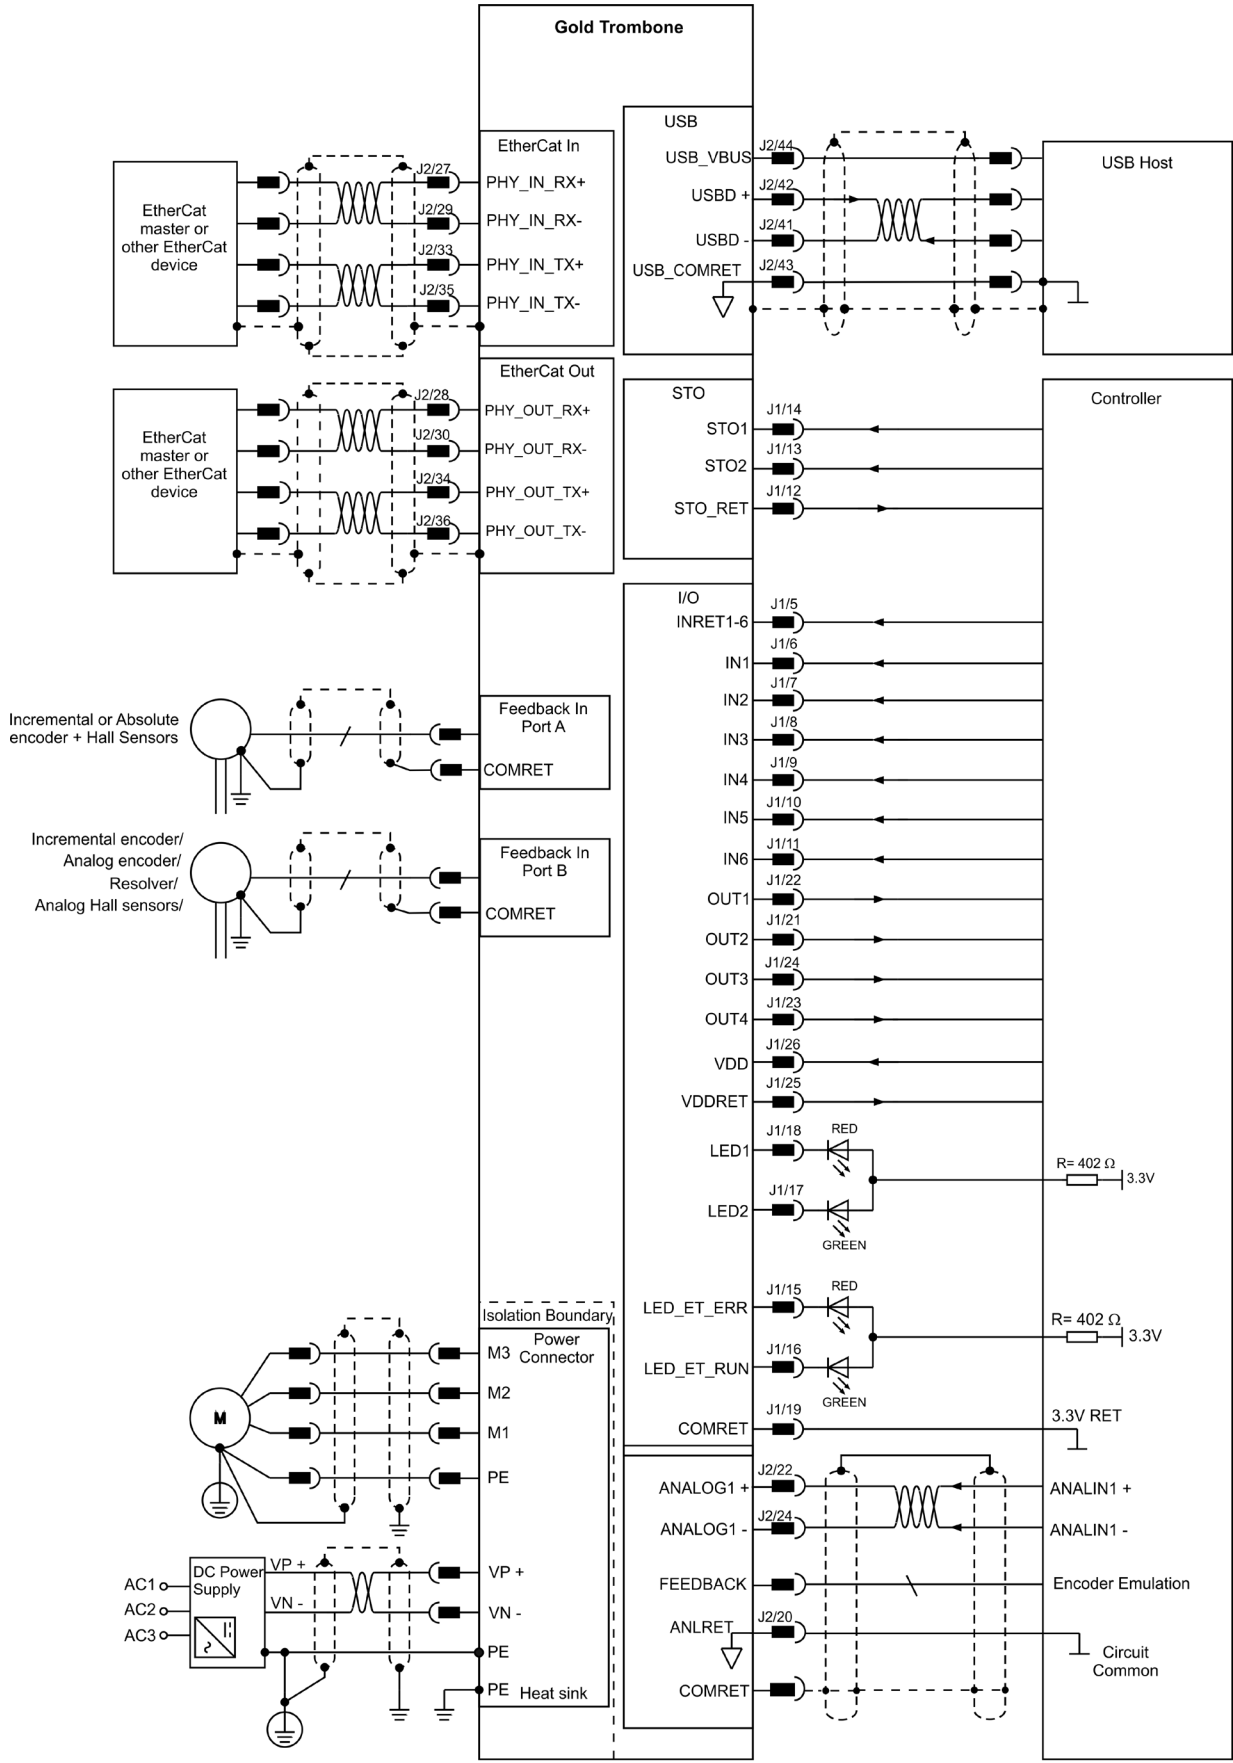 Gold Trombone
EtherCat In
EtherCat
master or
other EtherCat
device
J2/27
PHY_IN_RX+
J2/29
PHY_IN_RX-
J2/33
PHY_IN_TX+
J2/35
PHY_IN_TX-
EtherCat Out
EtherCat
master or
other EtherCat
device
J2/28
PHY_OUT_RX+
J2/30
PHY_OUT_RX-
J2/34
PHY_OUT_TX+
J2/36
PHY_OUT_TX-
Incremental or Absolute
encoder + Hall Sensors
Feedback In
Port A
COMRET
Incremental encoder/
Analog encoder/
Resolver/
Analog Hall sensors/
Feedback In
Port B
COMRET
Isolation Boundary
Power
Connector
M
M3
M2
M1
PE
DC Power
Supply
AC1
AC2
AC3
VP +
VN -
VP +
VN -
PE
PE
Heat sink
USB
USB_VBUS
J2/44
USBD +
J2/42
USBD -
J2/41
USB_COMRET
J2/43
USB Host
STO
STO1
J1/14
STO2
J1/13
STO_RET
J1/12
Controller
I/O
INRET1-6
J1/5
IN1
J1/6
IN2
J1/7
IN3
J1/8
IN4
J1/9
IN5
J1/10
IN6
J1/11
OUT1
J1/22
OUT2
J1/21
OUT3
J1/24
OUT4
J1/23
VDD
J1/26
VDDRET
J1/25
LED1
J1/18
RED
R= 402 Ω
3.3V
LED2
J1/17
GREEN
LED_ET_ERR
J1/15
RED
R= 402 Ω
3.3V
LED_ET_RUN
J1/16
GREEN
COMRET
J1/19
3.3V RET
ANALOG1 +
J2/22
ANALIN1 +
ANALOG1 -
J2/24
ANALIN1 -
FEEDBACK
Encoder Emulation
ANLRET
J2/20
Circuit
Common
COMRET